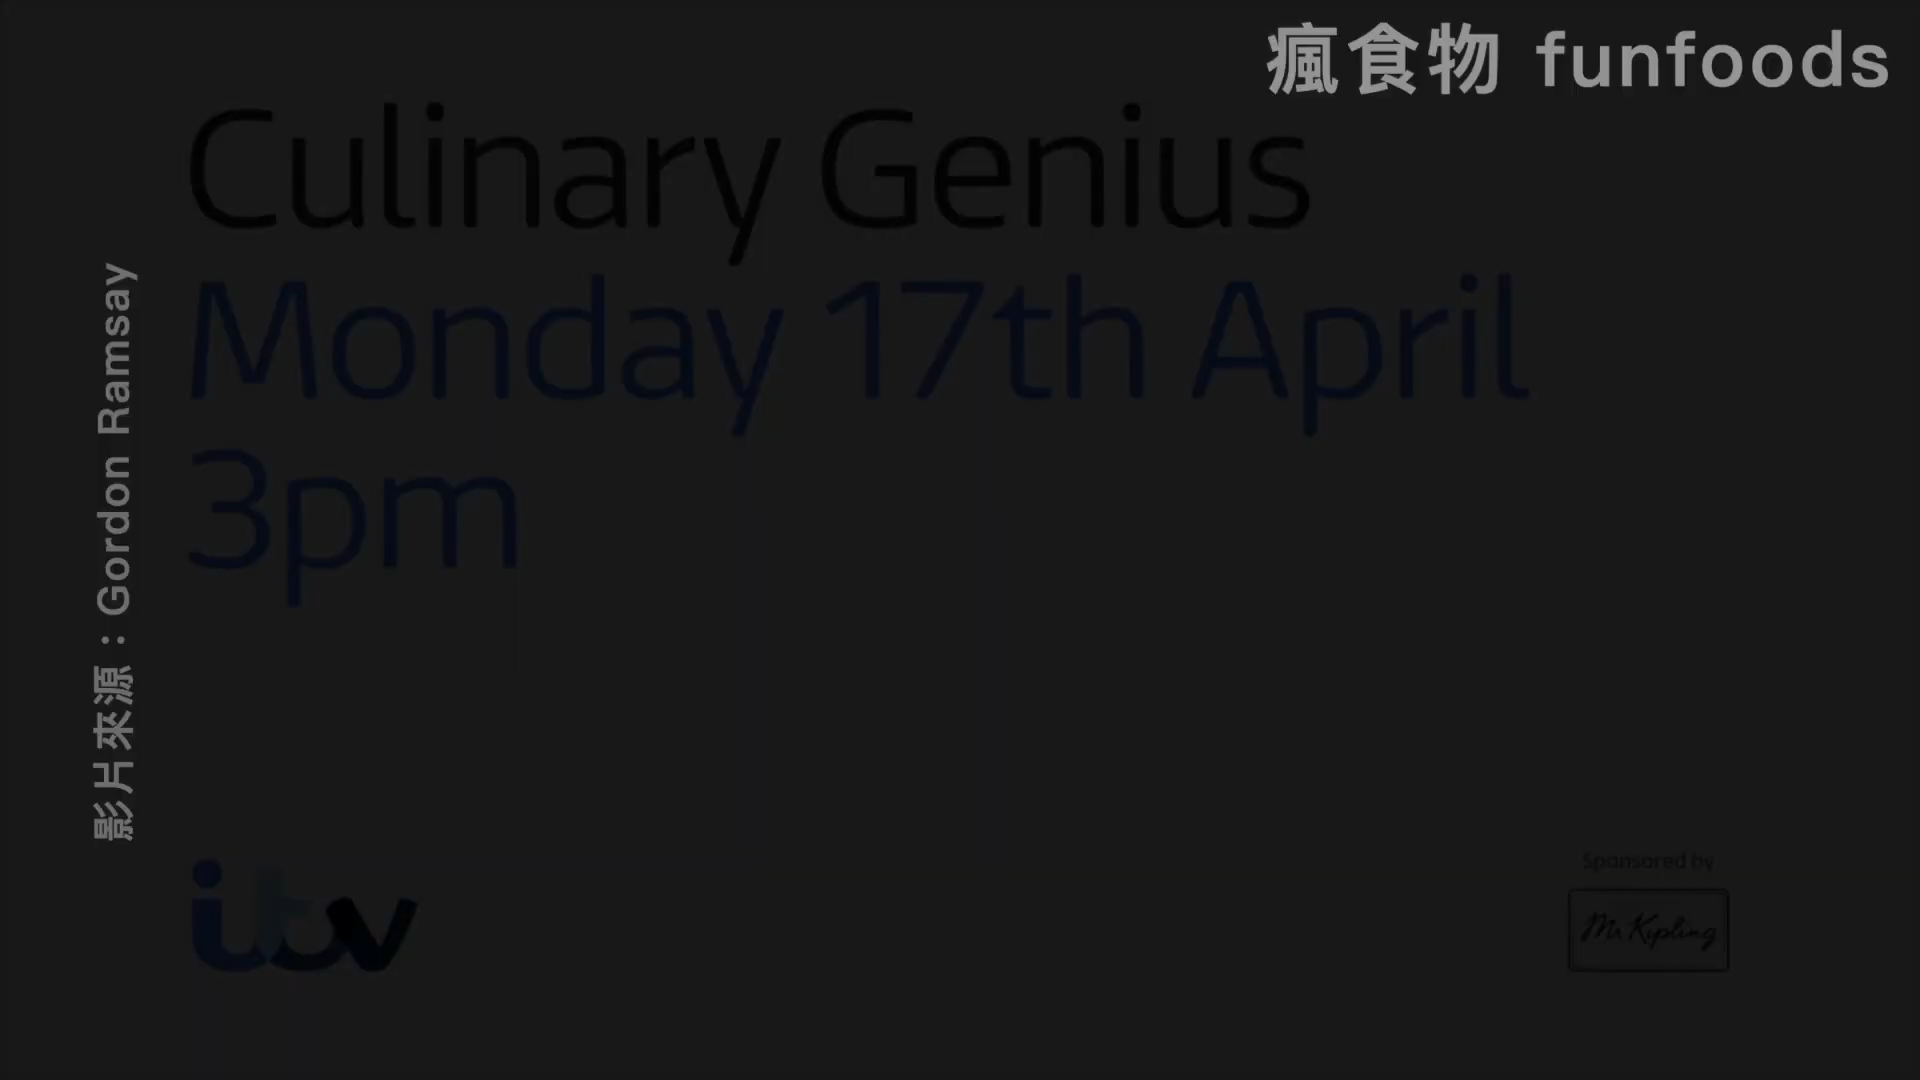 瘋食物 funfoods
Culinary Genius
Monday 17th April
3pm
影片來源：Gordon Ramsay
itv
Sponsored by
Mr Kipling